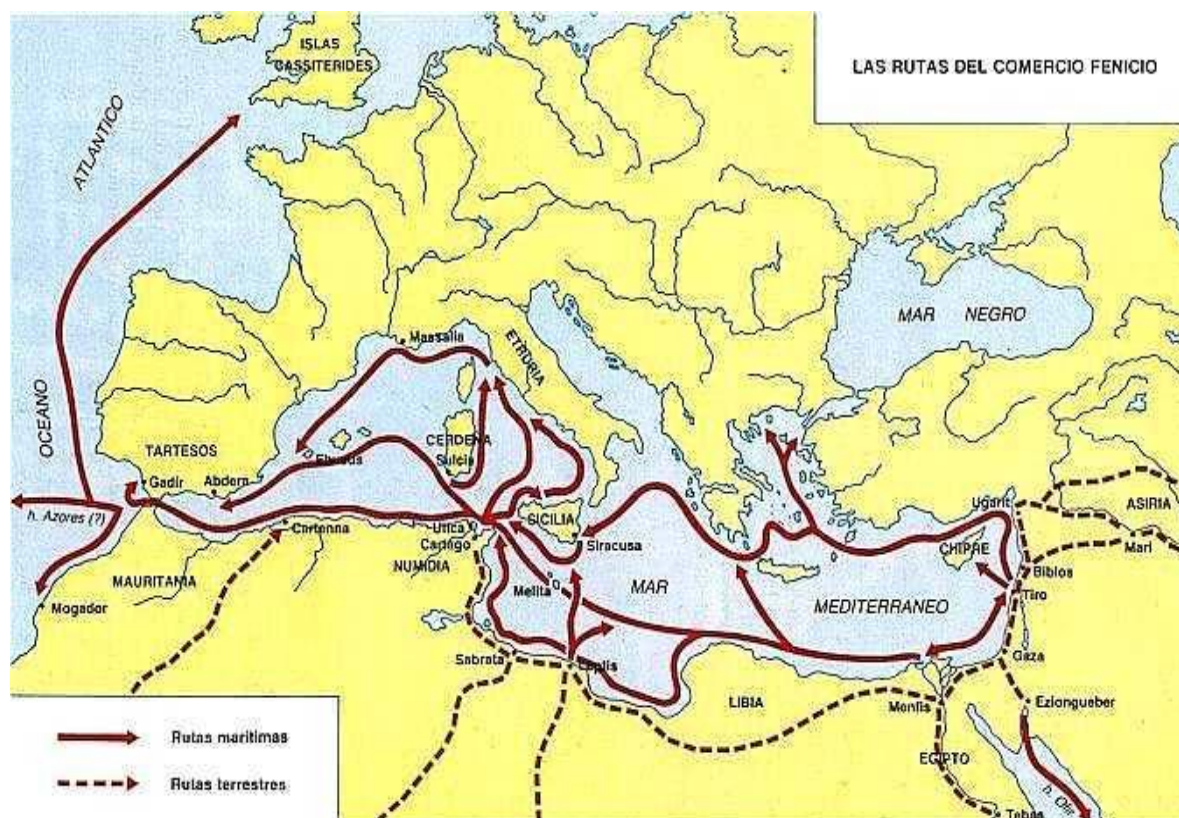 LAS RUTAS DEL COMERCIO FENICIO
ISLAS
CASSITERIDES
ATLANTICO
OCEANO
MAR NEGRO
Massalia
ETRURIA
CERDEÑA
Sulcis
Ebusus
TARTESOS
Gadir
Abdera
h. Azores (?)
Cartenna
Utica
Cartago
NUMIDIA
SICILIA
Siracusa
MAURITANIA
Mogador
Melita
MAR
MEDITERRANEO
Ugarit
ASIRIA
CHIPRE
Mari
Biblos
Tiro
Sabrata
Leptis
Gaza
LIBIA
Menfis
Eziongueber
EGIPTO
h. Ofir
Tebas
Rutas marítimas
Rutas terrestres